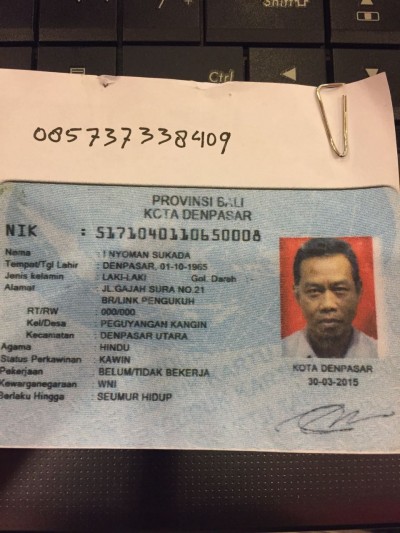 Shift
Ctrl
085737338409
PROVINSI BALI
KOTA DENPASAR
NIK : 5171040110650008
Nama : I NYOMAN SUKADA
Tempat/Tgl Lahir : DENPASAR, 01-10-1965
Jenis kelamin : LAKI-LAKI Gol. Darah
Alamat : JL GAJAH SURA NO.21
BR/LINK PENGUKUH
RT/RW : 000/000
Kel/Desa : PEGUYANGAN KANGIN
Kecamatan : DENPASAR UTARA
Agama : HINDU
Status Perkawinan : KAWIN
Pekerjaan : BELUM/TIDAK BEKERJA
Kewarganegaraan : WNI
Berlaku Hingga : SEUMUR HIDUP
KOTA DENPASAR
30-03-2015